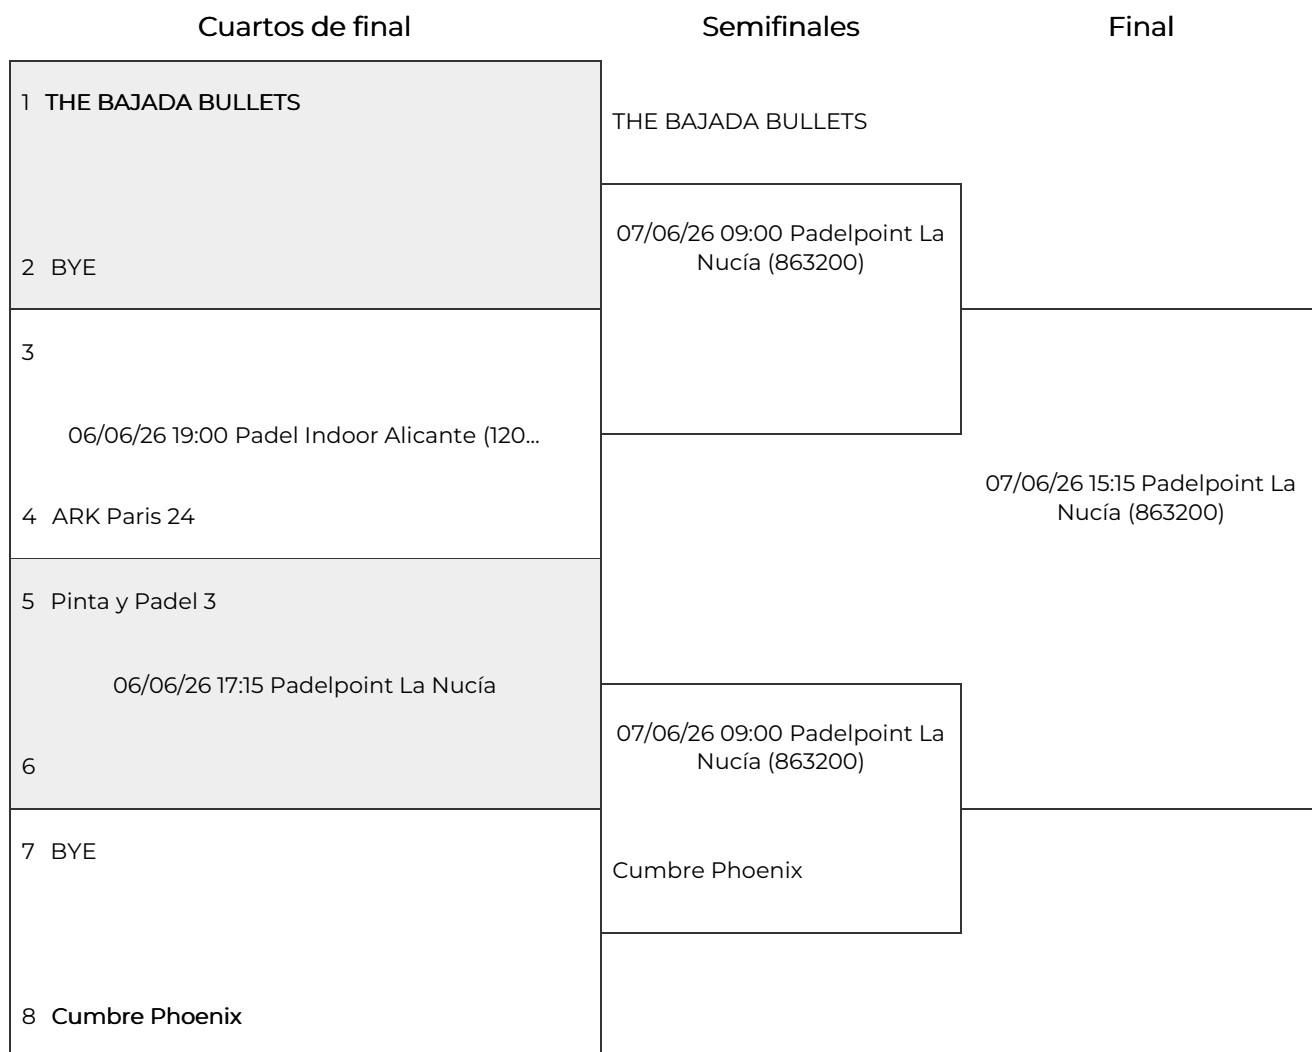 Cuartos de final
Semifinales
Final
1 THE BAJADA BULLETS
THE BAJADA BULLETS
07/06/26 09:00 Padelpoint La
Nucía (863200)
2 BYE
3
06/06/26 19:00 Padel Indoor Alicante (120...
07/06/26 15:15 Padelpoint La
Nucía (863200)
4 ARK Paris 24
5 Pinta y Padel 3
06/06/26 17:15 Padelpoint La Nucía
07/06/26 09:00 Padelpoint La
Nucía (863200)
6
7 BYE
Cumbre Phoenix
8 Cumbre Phoenix